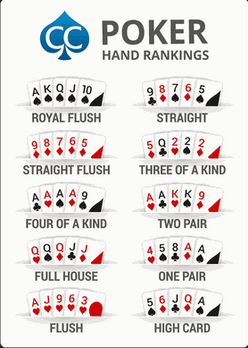 CC
POKER
HAND RANKINGS
A K Q J 10
ROYAL FLUSH
9 8 7 6 5
STRAIGHT
9 8 7 6 5
STRAIGHT FLUSH
5 Q 2 2 2
THREE OF A KIND
A A A A 9
FOUR OF A KIND
A A K K 9
TWO PAIR
Q Q Q J J
FULL HOUSE
4 5 8 A A
ONE PAIR
A J 9 6 3
FLUSH
5 6 J Q A
HIGH CARD